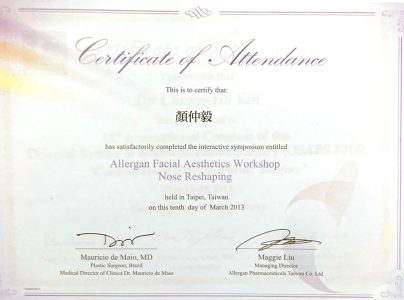 Certificate of Attendance
This is to certify that:
顏仲毅
has satisfactorily completed the interactive symposium entitled
Allergan Facial Aesthetics Workshop
Nose Reshaping
held in Taipei, Taiwan
on this tenth day of March 2013
Mauricio de Maio, MD
Plastic Surgeon, Brazil
Medical Director of Clínica Dr. Mauricio de Maio
Maggie Liu
Managing Director
Allergan Pharmaceuticals Taiwan Co. Ltd.